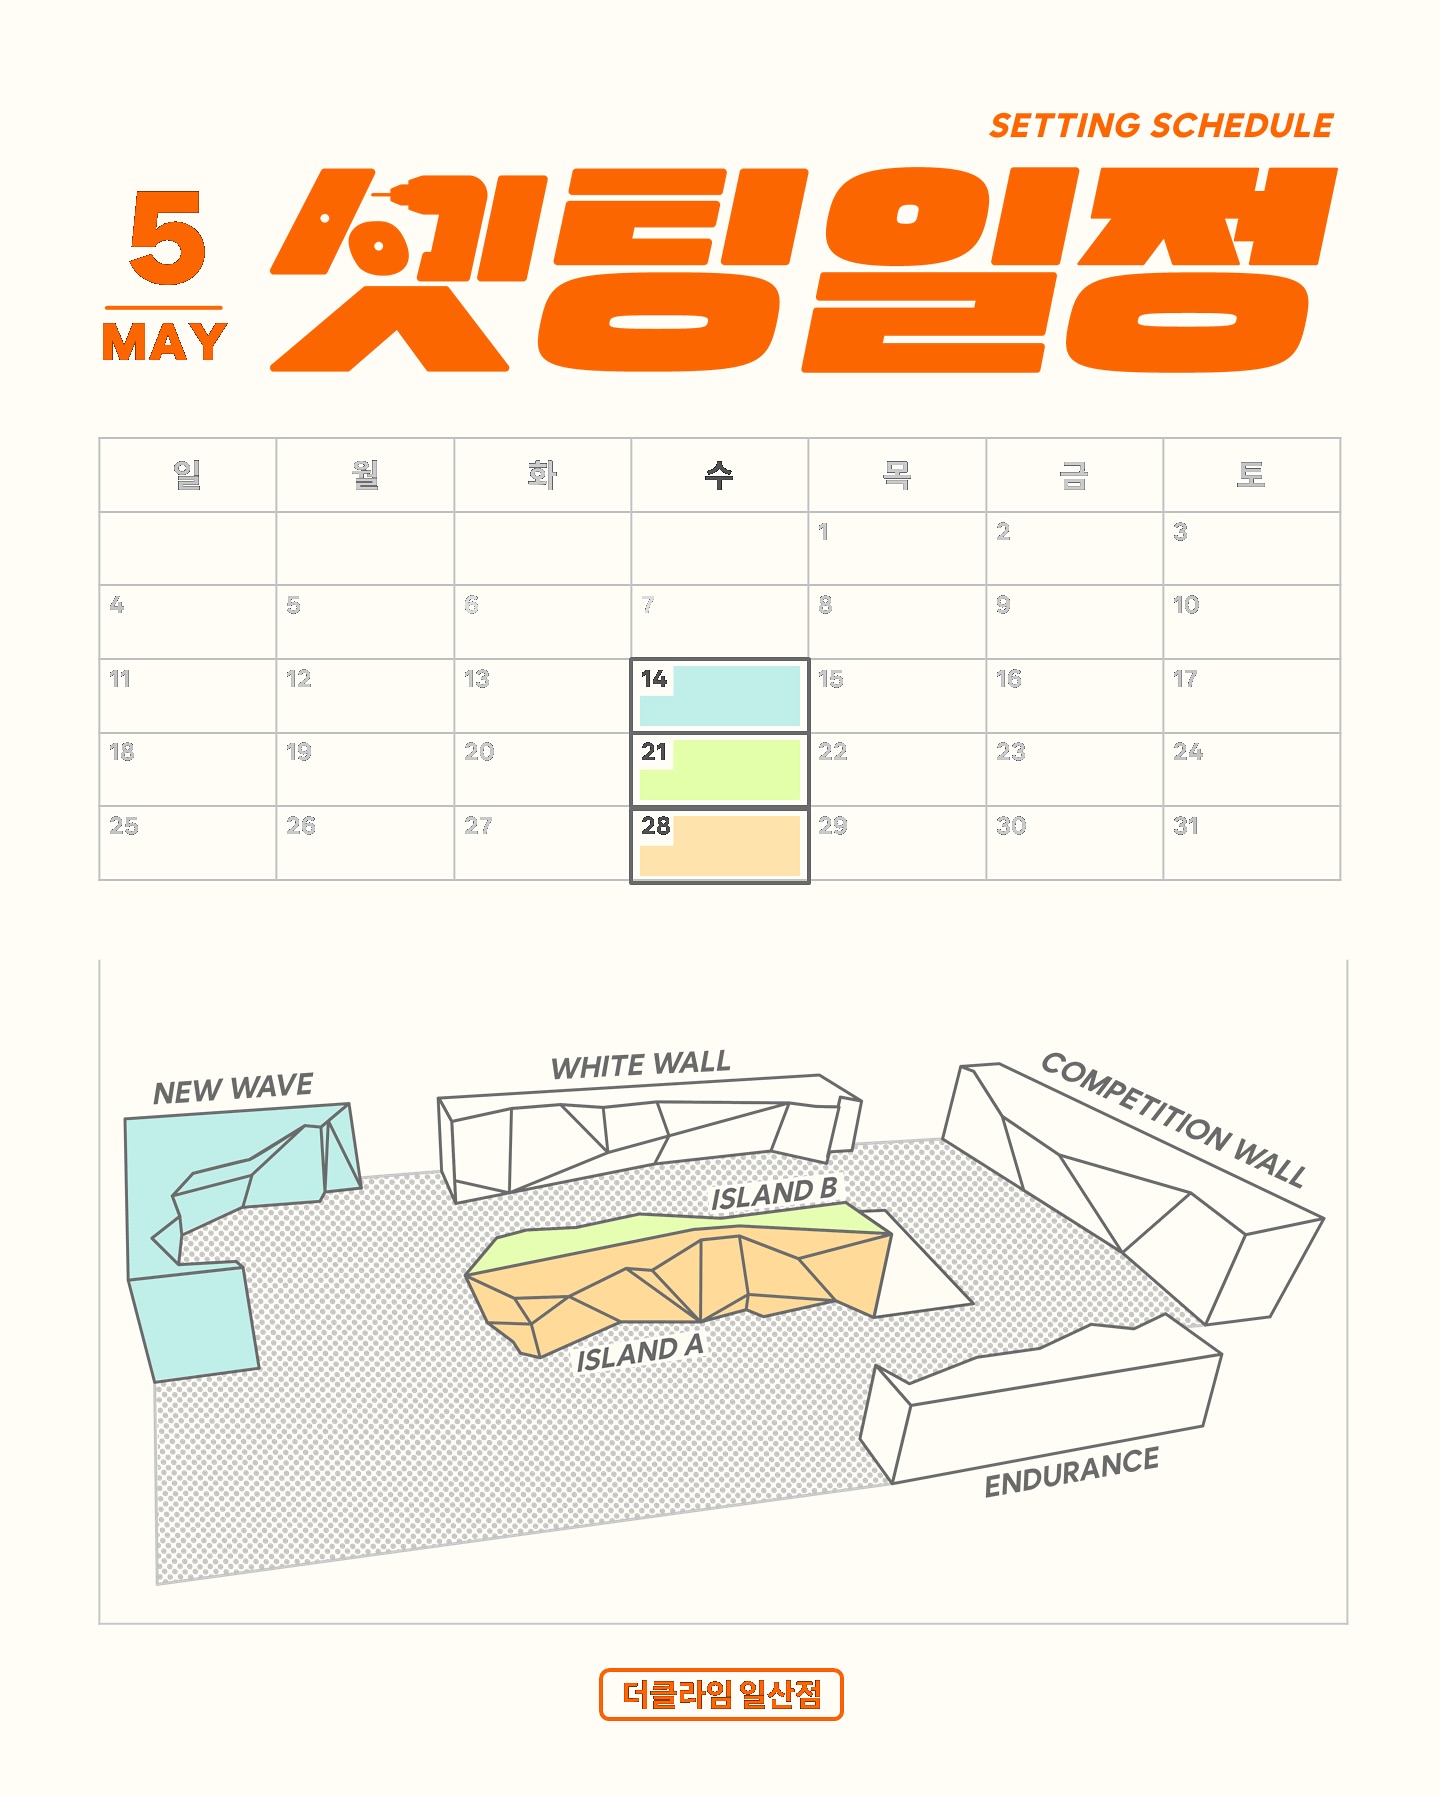 SETTING SCHEDULE
5
MAY
셋팅일정
일 월 화 수 목 금 토
1 2 3
4 5 6 7 8 9 10
11 12 13 14 15 16 17
18 19 20 21 22 23 24
25 26 27 28 29 30 31
NEW WAVE
WHITE WALL
COMPETITION WALL
ISLAND B
ISLAND A
ENDURANCE
더클라임 일산점